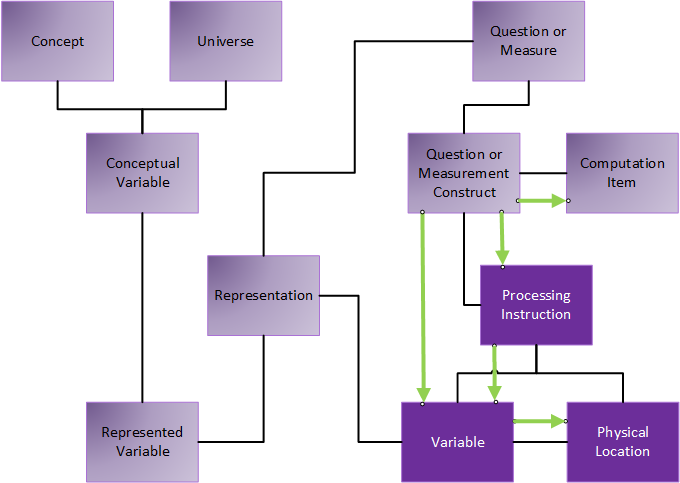 Concept
Universe
Question or
Measure
Conceptual
Variable
Question or
Measurement
Construct
Computation
Item
Representation
Processing
Instruction
Represented
Variable
Variable
Physical
Location